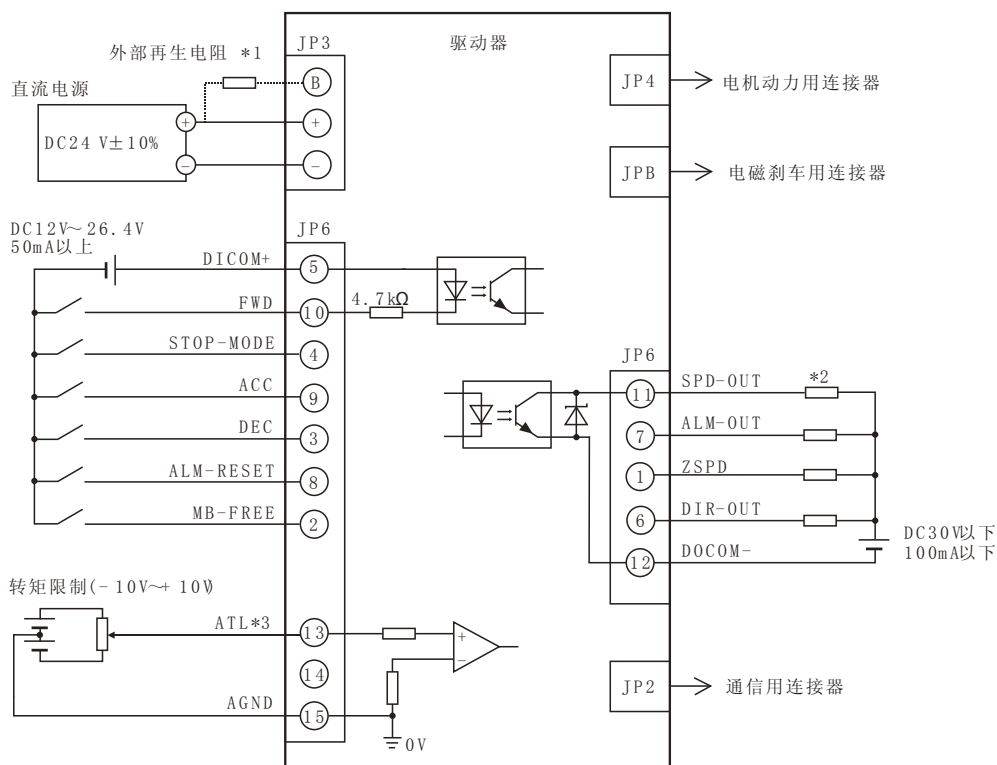 JP3
驱动器
外部再生电阻 *1
直流电源
B
+
DC24 V±10%
+
-
-
JP4
电机动力用连接器
JPB
电磁刹车用连接器
DC12V~26.4V
50mA以上
JP6
DICOM+
5
FWD
10
4.7kΩ
STOP-MODE
4
ACC
9
DEC
3
ALM-RESET
8
MB-FREE
2
JP6
SPD-OUT
*2
11
ALM-OUT
7
ZSPD
1
DIR-OUT
6
DC30V以下
100mA以下
DOCOM-
12
转矩限制(-10V~+10V)
ATL*3
13
+
-
14
AGND
15
0V
JP2
通信用连接器